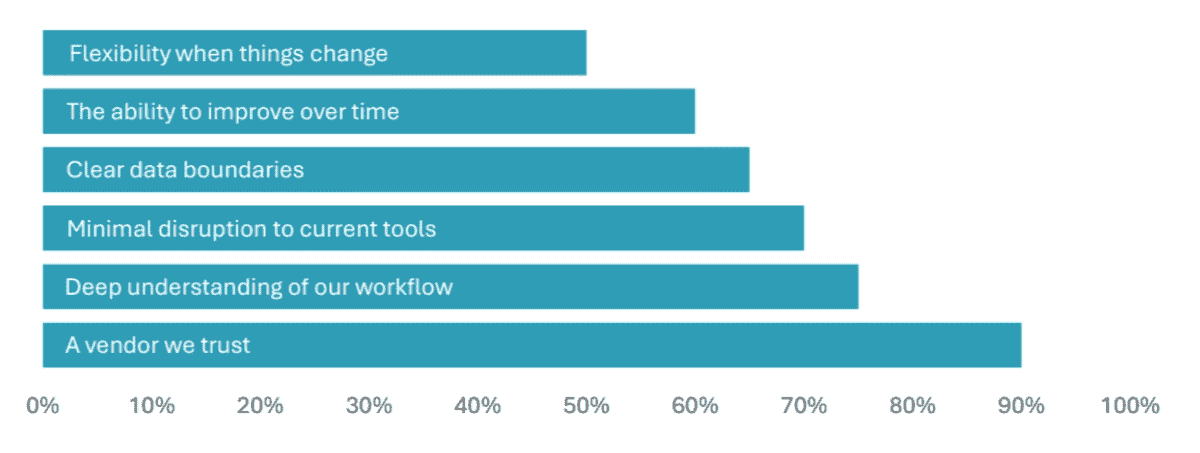 Flexibility when things change
The ability to improve over time
Clear data boundaries
Minimal disruption to current tools
Deep understanding of our workflow
A vendor we trust
0% 10% 20% 30% 40% 50% 60% 70% 80% 90% 100%